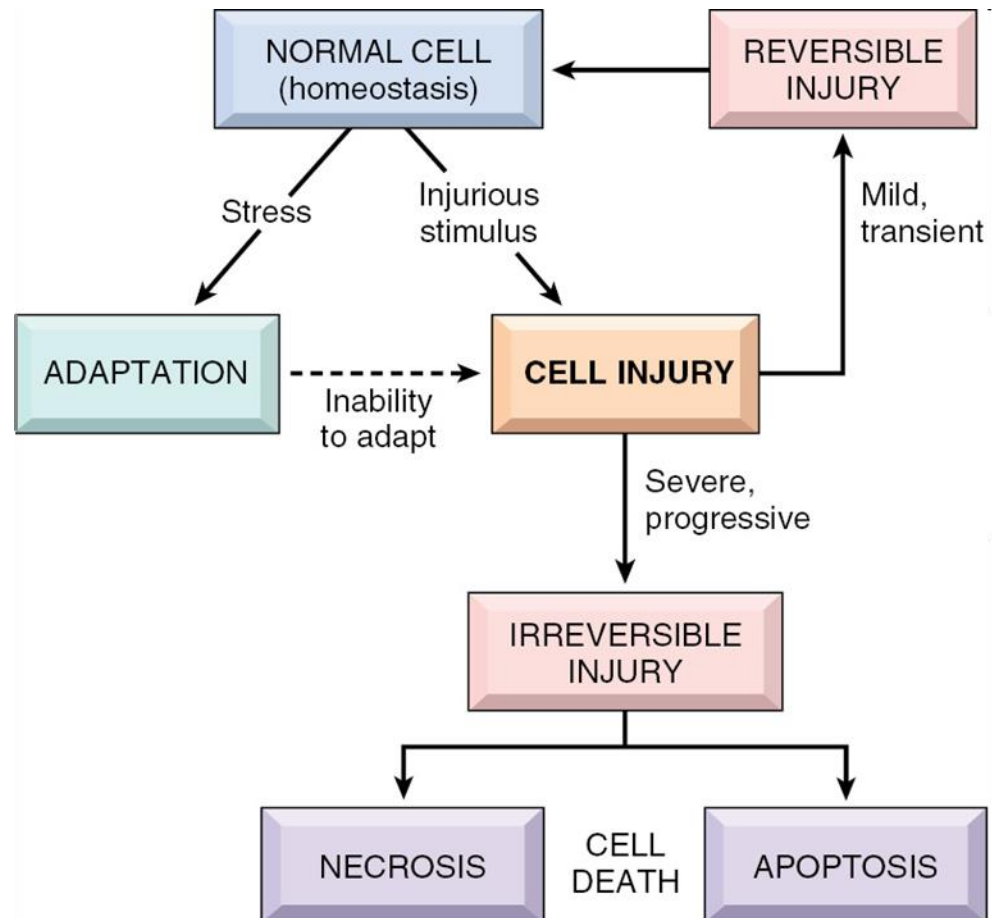 NORMAL CELL
(homeostasis)
REVERSIBLE
INJURY
Stress
Injurious
stimulus
Mild,
transient
ADAPTATION
Inability
to adapt
CELL INJURY
Severe,
progressive
IRREVERSIBLE
INJURY
NECROSIS
CELL
DEATH
APOPTOSIS